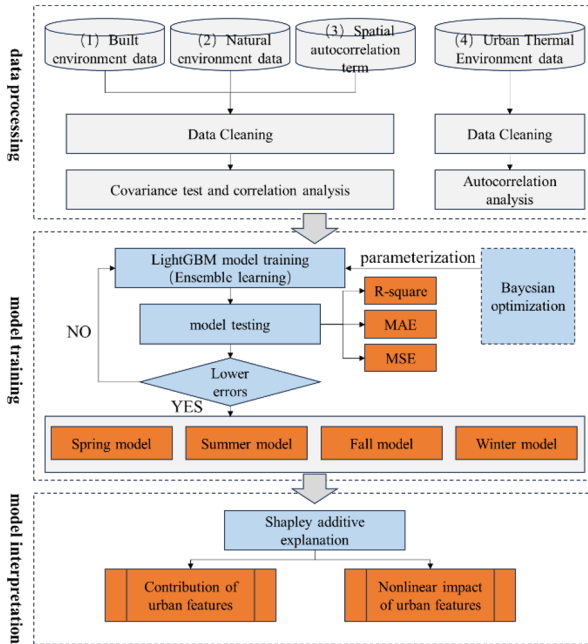 data processing
(1) Built
cnvironment data
(2) Natural
cnvironment data
(3) Spatial
autocorrelation
term
(4) Urban Thermal
Environment data
Data Cleaning
Data Cleaning
Covariance test and correlation analysis
Autocorrelation
analysis
model training
LightGBM model training
(Ensemble learning)
parameterization
Bayesian
optimization
R-square
model testing
MAE
MSE
NO
Lower
errors
YES
Spring model
Summer model
Fall model
Winter model
model interpretation
Shapley additive
explanation
Contribution of
urban features
Nonlinear impact
of urban features